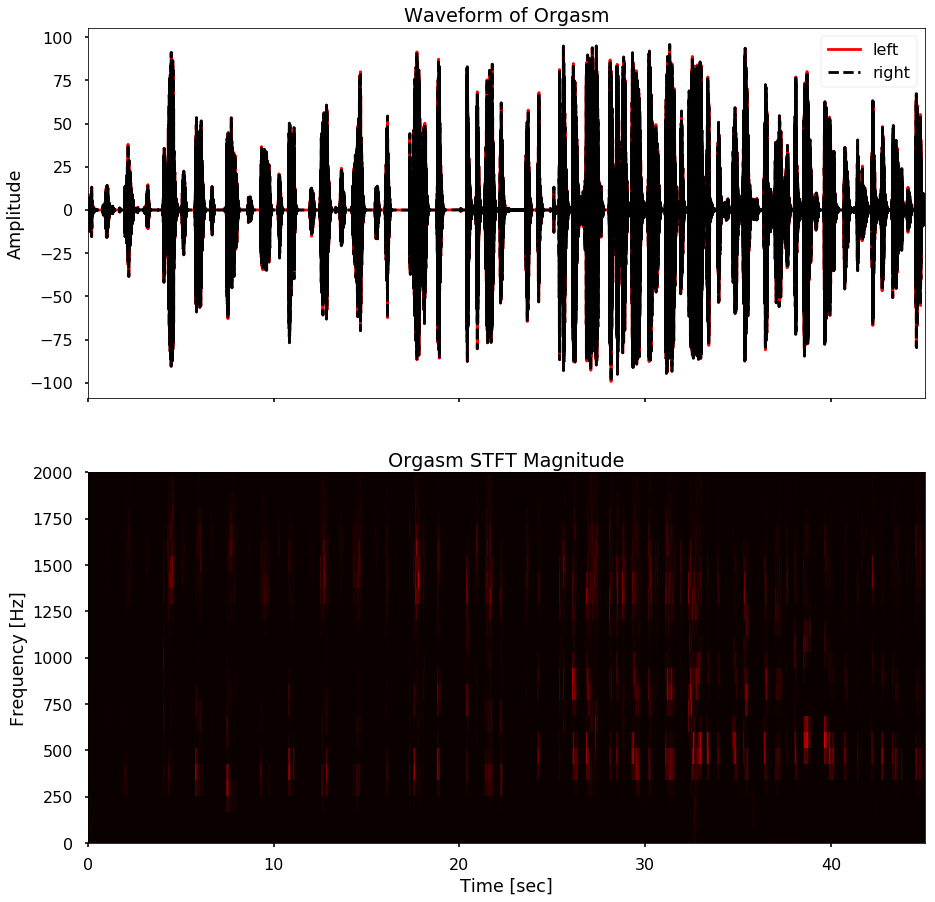 Waveform of Orgasm
100
75
50
25
0
−25
−50
−75
−100
Amplitude
left
right
Orgasm STFT Magnitude
2000
1750
1500
1250
1000
750
500
250
0
Frequency [Hz]
0 10 20 30 40
Time [sec]